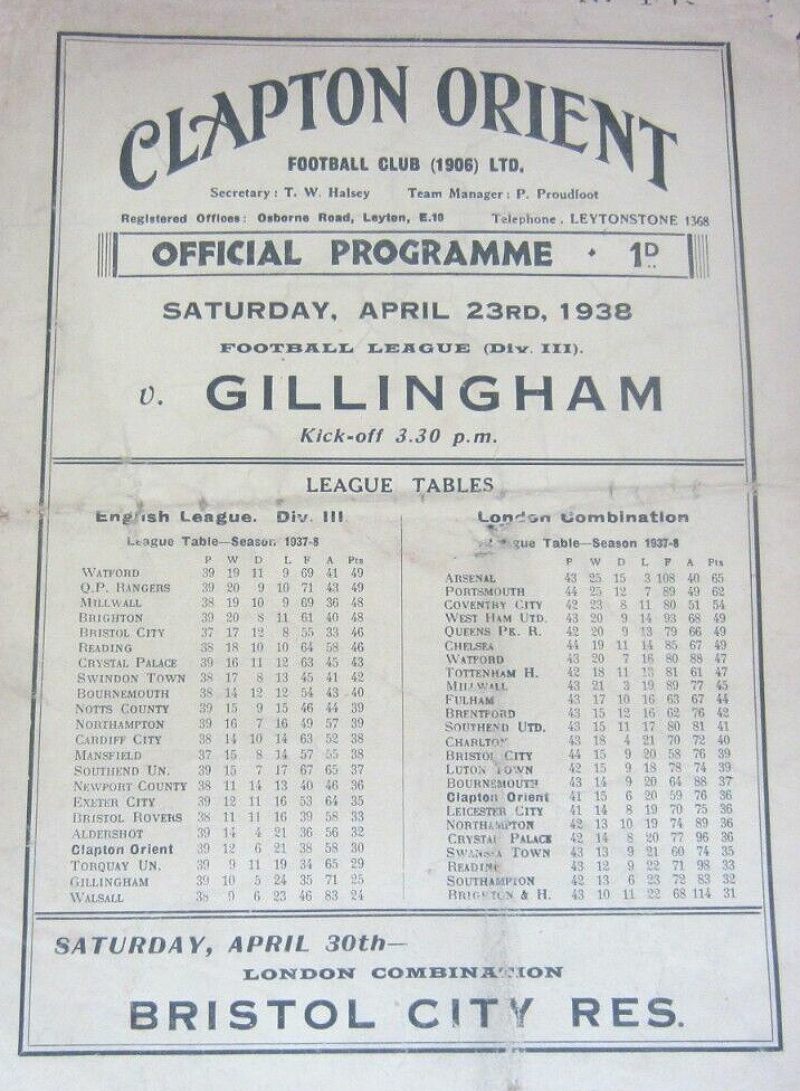 CLAPTON ORIENT
FOOTBALL CLUB (1906) LTD.
Secretary: T. W. Halsey Team Manager: P. Proudfoot
Registered Offices: Osborne Road, Leyton, E.10 Telephone. LEYTONSTONE 1368
OFFICIAL PROGRAMME · 1D
SATURDAY, APRIL 23RD, 1938
FOOTBALL LEAGUE (Div. III).
v. GILLINGHAM
Kick-off 3.30 p.m.
LEAGUE TABLES
English League. Div. III
League Table—Season 1937-8
P W D L F A Pts
WATFORD 39 19 11 9 69 41 49
Q.P. RANGERS 39 20 9 10 71 43 49
MILLWALL 38 19 10 9 69 36 48
BRIGHTON 39 20 8 11 61 40 48
BRISTOL CITY 37 17 12 8 55 33 46
READING 38 18 10 10 64 58 46
CRYSTAL PALACE 39 16 11 12 63 45 43
SWINDON TOWN 38 17 8 13 45 41 42
BOURNEMOUTH 38 14 12 12 54 43 40
NOTTS COUNTY 39 15 9 15 46 44 39
NORTHAMPTON 39 16 7 16 49 57 39
CARDIFF CITY 38 14 10 14 63 52 38
MANSFIELD 37 15 8 14 57 55 38
SOUTHEND UN. 39 15 7 17 67 65 37
NEWPORT COUNTY 38 11 14 13 40 46 36
EXETER CITY 39 12 11 16 53 64 35
BRISTOL ROVERS 38 11 11 16 39 58 33
ALDERSHOT 39 14 4 21 36 56 32
Clapton Orient 39 12 6 21 38 58 30
TORQUAY UN. 39 9 11 19 34 65 29
GILLINGHAM 39 10 5 24 35 71 25
WALSALL 38 9 6 23 46 83 24
London Combination
League Table—Season 1937-8
P W D L F A Pts
ARSENAL 43 25 15 3 108 40 65
PORTSMOUTH 44 25 12 7 89 49 62
COVENTRY CITY 42 23 8 11 80 51 54
WEST HAM UTD. 43 20 9 14 93 68 49
QUEENS PK. R. 42 20 9 13 79 66 49
CHELSEA 44 19 11 14 85 67 49
WATFORD 43 20 7 16 80 88 47
TOTTENHAM H. 42 18 11 13 81 61 47
MILLWALL 43 21 3 19 89 77 45
FULHAM 43 17 10 16 63 67 44
BRENTFORD 43 15 12 16 62 76 42
SOUTHEND UTD. 43 15 11 17 80 81 41
CHARLTON 43 18 4 21 70 72 40
BRISTOL CITY 44 15 9 20 58 76 39
LUTON TOWN 42 15 9 18 78 74 39
BOURNEMOUTH 43 14 9 20 64 88 37
Clapton Orient 41 15 6 20 59 76 36
LEICESTER CITY 41 14 8 19 70 75 36
NORTHAMPTON 42 13 10 19 74 89 36
CRYSTAL PALACE 42 14 8 20 77 96 36
SWANSEA TOWN 43 13 9 21 60 74 35
READING 43 12 9 22 71 98 33
SOUTHAMPTON 42 13 6 23 72 83 32
BRIGHTON & H. 43 10 11 22 68 114 31
SATURDAY, APRIL 30th—
LONDON COMBINATION
BRISTOL CITY RES.